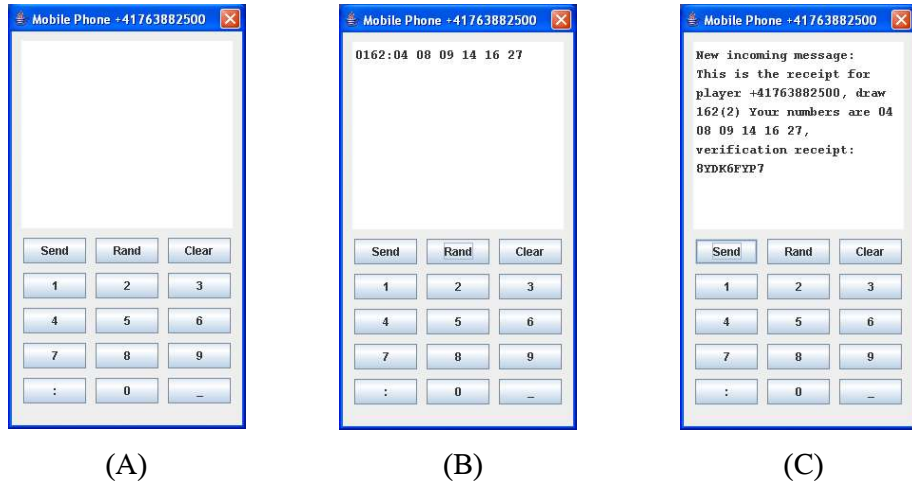 Mobile Phone +41763882500
Send Rand Clear
1 2 3
4 5 6
7 8 9
: 0 _
(A)
Mobile Phone +41763882500
0162:04 08 09 14 16 27
Send Rand Clear
1 2 3
4 5 6
7 8 9
: 0 _
(B)
Mobile Phone +41763882500
New incoming message:
This is the receipt for
player +41763882500, draw
162(2) Your numbers are 04
08 09 14 16 27,
verification receipt:
8YDK6FYP7
Send Rand Clear
1 2 3
4 5 6
7 8 9
: 0 _
(C)